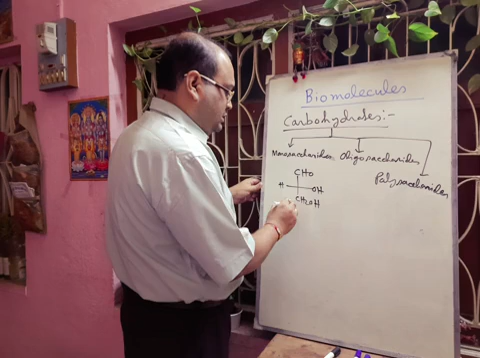 Biomolecules
Carbohydrates:-
Monosaccharides Oligosaccharides
Polysaccharides
CHO
H OH
CH2OH